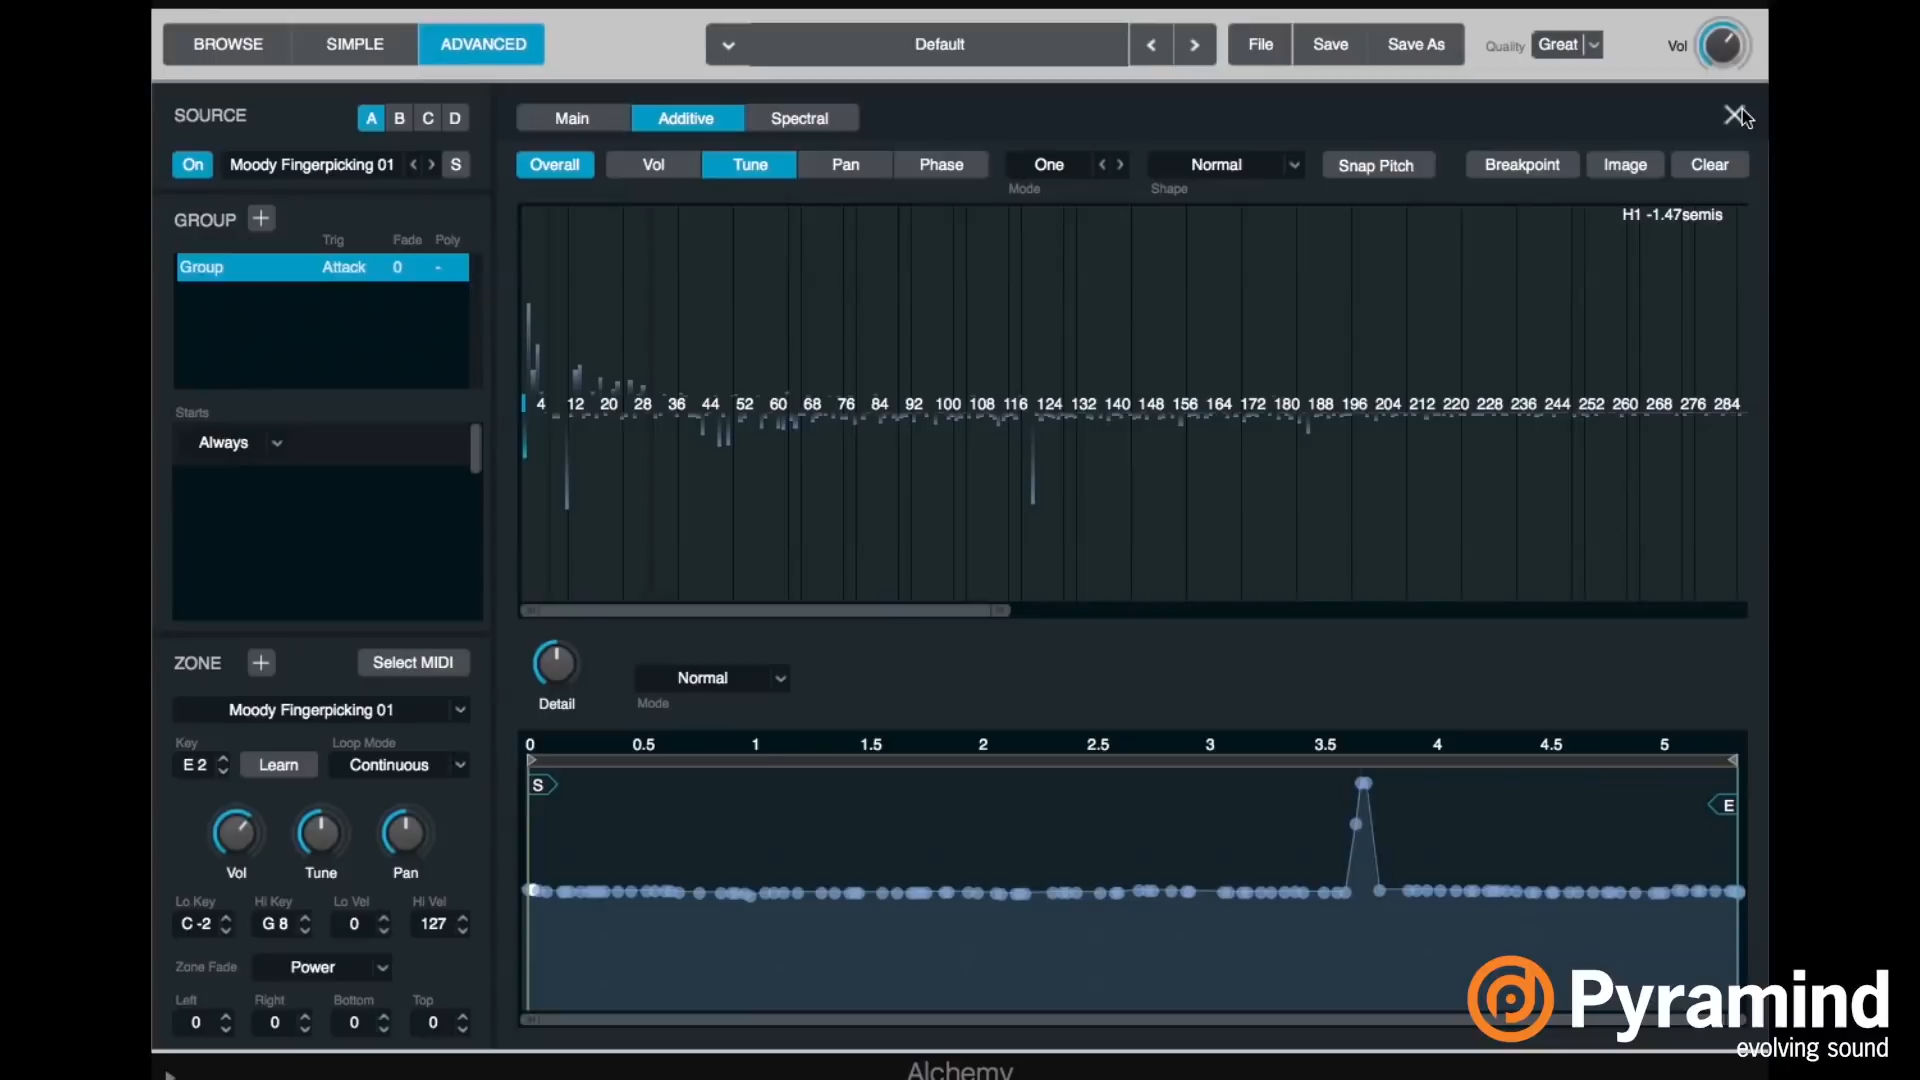 BROWSE SIMPLE ADVANCED Default < > File Save Save As Quality Great Vol
SOURCE A B C D Main Additive Spectral
On Moody Fingerpicking 01 < > S Overall Vol Tune Pan Phase One < > Normal Snap Pitch Breakpoint Image Clear
Mode Shape
GROUP + H1 -1.47semis
Trig Fade Poly
Group Attack 0 -
4 12 20 28 36 44 52 60 68 76 84 92 100 108 116 124 132 140 148 156 164 172 180 188 196 204 212 220 228 236 244 252 260 268 276 284
Starts
Always
ZONE + Select MIDI
Normal
Detail Mode
Moody Fingerpicking 01
Key Loop Mode
E 2 Learn Continuous
0 0.5 1 1.5 2 2.5 3 3.5 4 4.5 5
S
E
Vol Tune Pan
Lo Key Hi Key Lo Vel Hi Vel
C -2 G 8 0 127
Zone Fade Power
Left Right Bottom Top
0 0 0 0
Pyramind
evolving sound
Alchemy